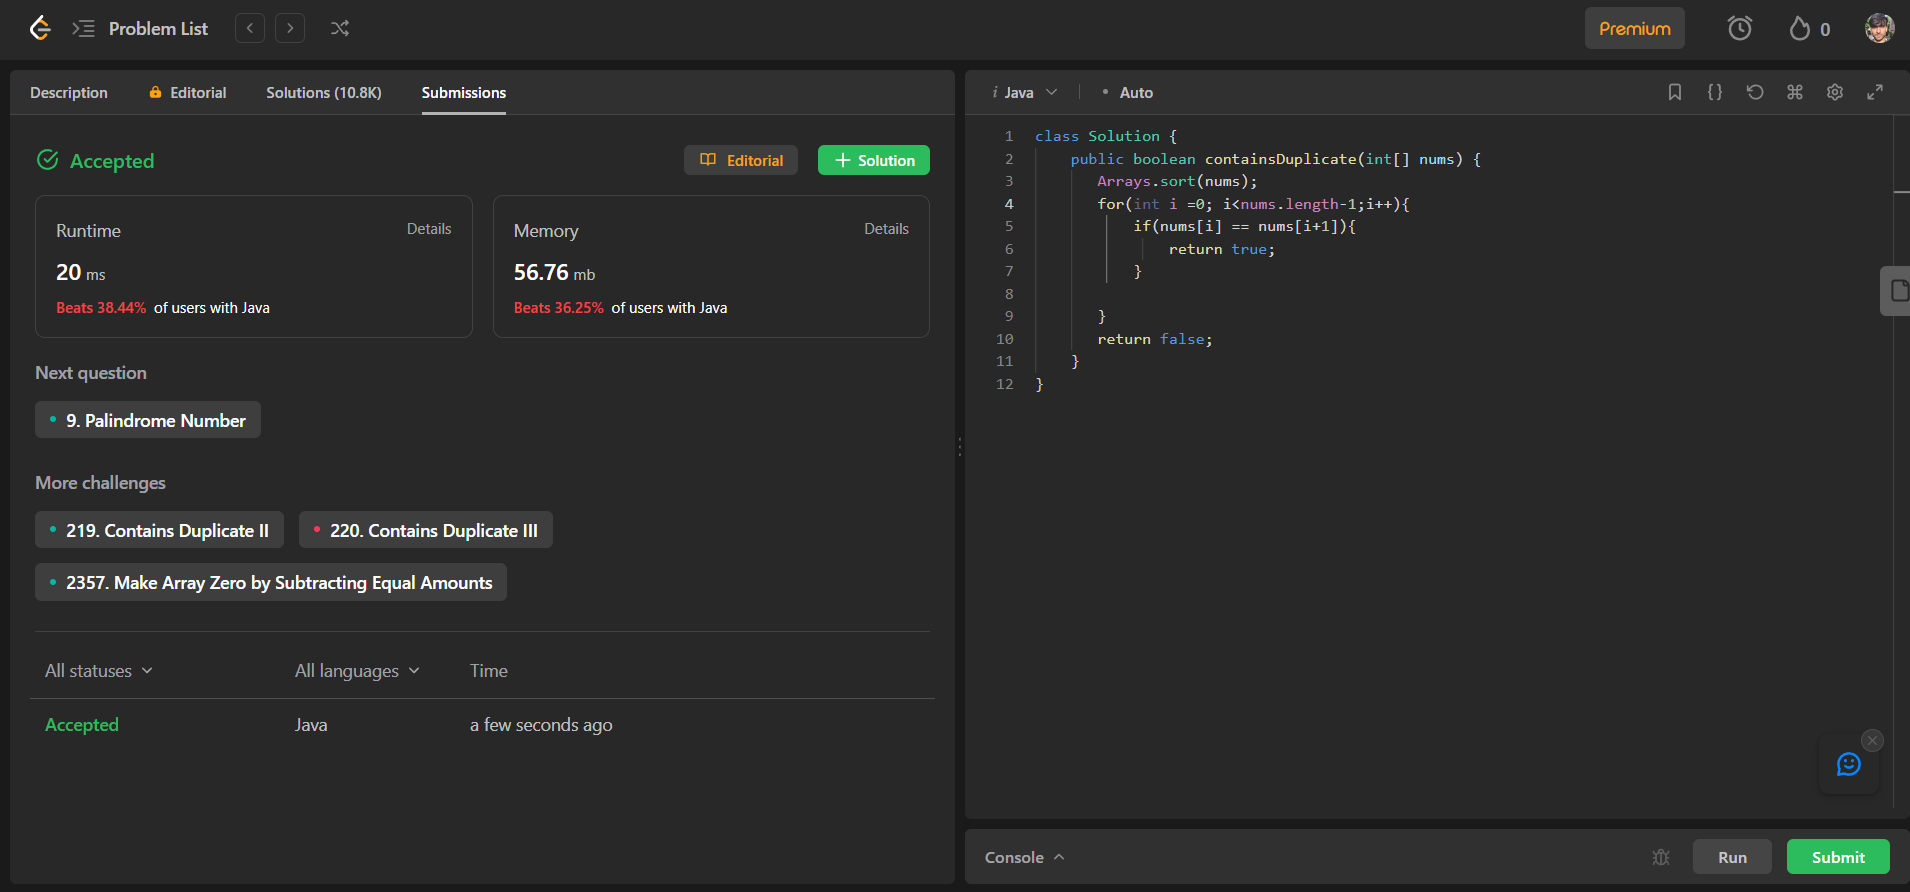 Problem List
Premium
0
Description
Editorial
Solutions (10.8K)
Submissions
Accepted
Editorial
+ Solution
Runtime
Details
20 ms
Beats 38.44% of users with Java
Memory
Details
56.76 mb
Beats 36.25% of users with Java
Next question
9. Palindrome Number
More challenges
219. Contains Duplicate II
220. Contains Duplicate III
2357. Make Array Zero by Subtracting Equal Amounts
All statuses
All languages
Time
Accepted
Java
a few seconds ago
i Java
• Auto
1 class Solution {
2     public boolean containsDuplicate(int[] nums) {
3        Arrays.sort(nums);
4        for(int i =0; i<nums.length-1;i++){
5            if(nums[i] == nums[i+1]){
6                return true;
7            }
8
9        }
10        return false;
11     }
12 }
Console
Run
Submit